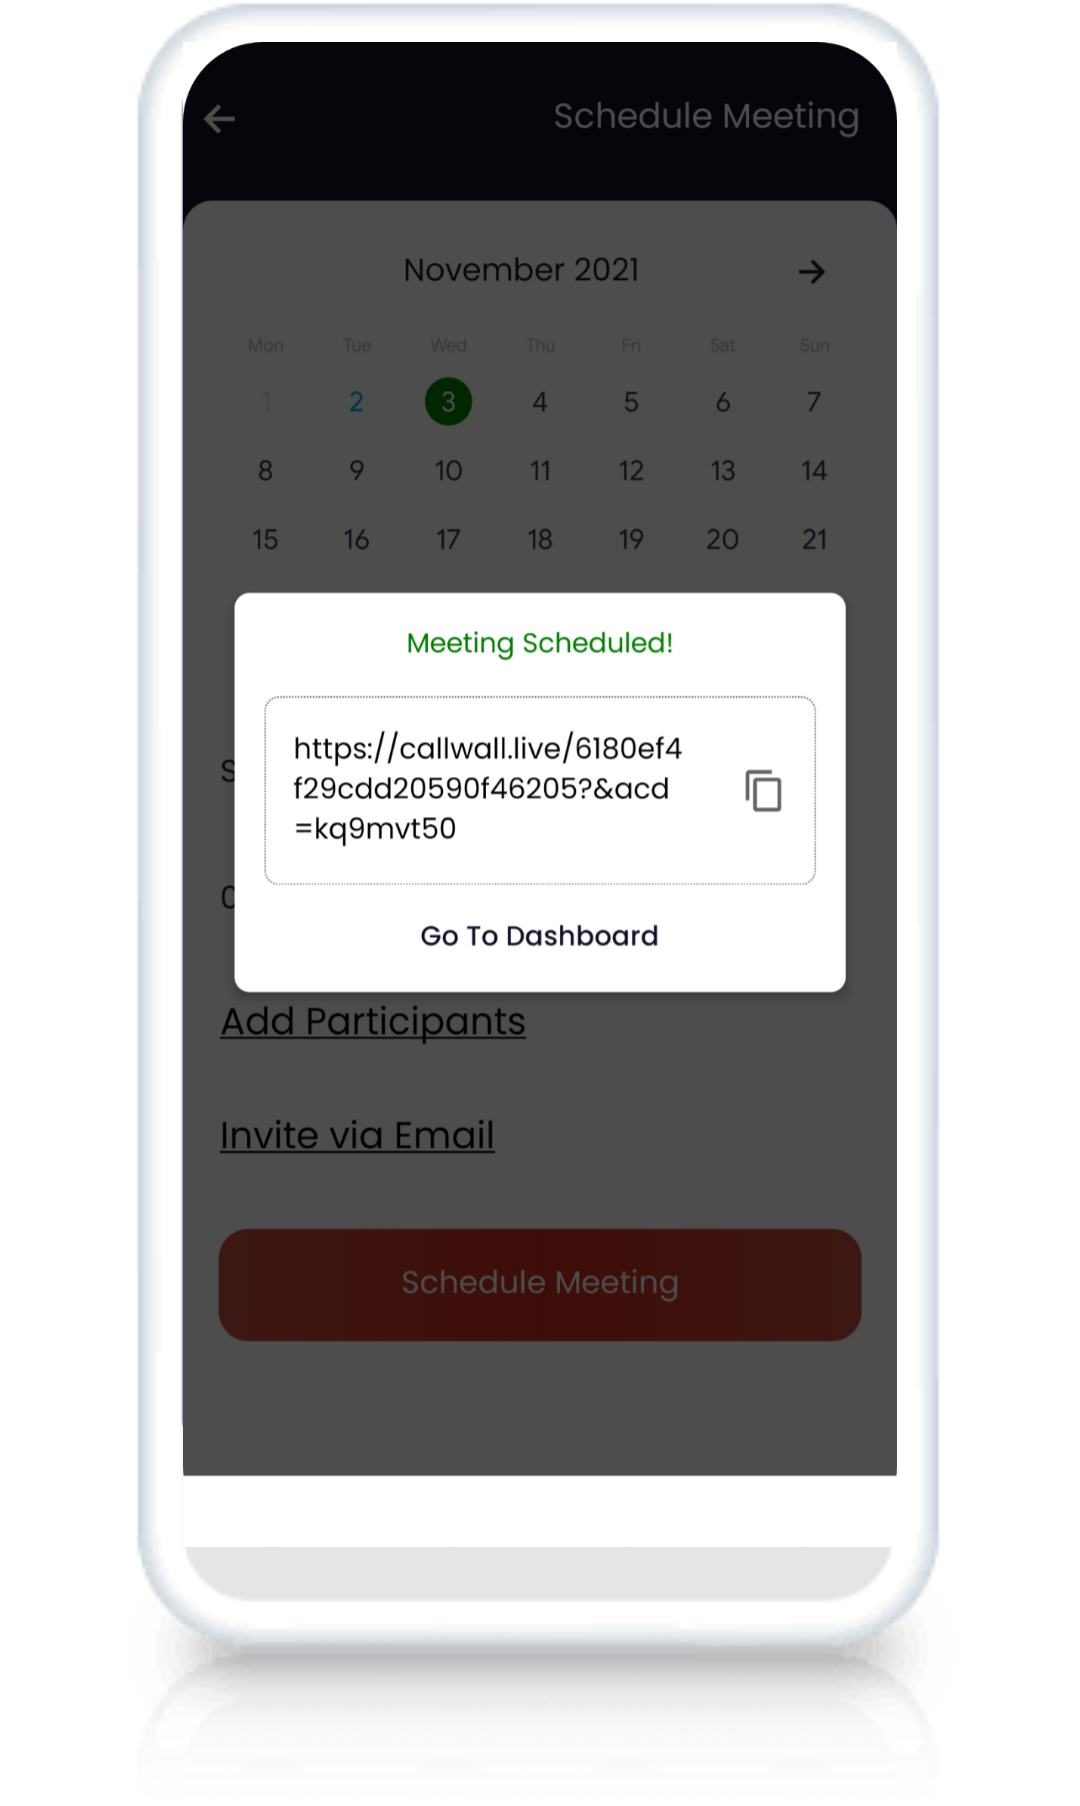 Schedule Meeting
November 2021
Mon Tue Wed Thu Fri Sat Sun
1 2 3 4 5 6 7
8 9 10 11 12 13 14
15 16 17 18 19 20 21
Meeting Scheduled!
https://callwall.live/6180ef4
f29cdd20590f46205?&acd
=kq9mvt50
Go To Dashboard
Add Participants
Invite via Email
Schedule Meeting